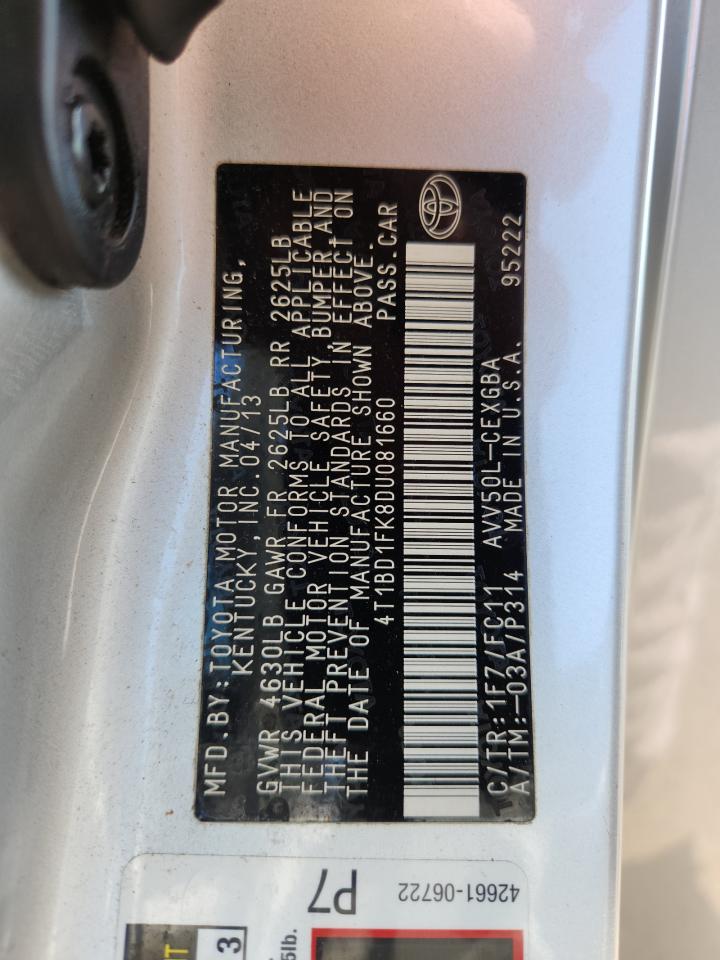 MFD.BY:TOYOTA MOTOR MANUFACTURING,
KENTUCKY,INC.04/13
GVWR 4630LB GAWR FR 2625LB RR 2625LB
THIS VEHICLE CONFORMS TO ALL APPLICABLE
FEDERAL MOTOR VEHICLE SAFETY,BUMPER,AND
THEFT PREVENTION STANDARDS IN EFFECT ON
THE DATE OF MANUFACTURE SHOWN ABOVE.
4T1BD1FK8DU081660 PASS.CAR
C/TR:1F7/FC11 AVV50L-CEXGBA
A/TM:-03A/P314 MADE IN U.S.A. 95222
P7
42661-06722
3